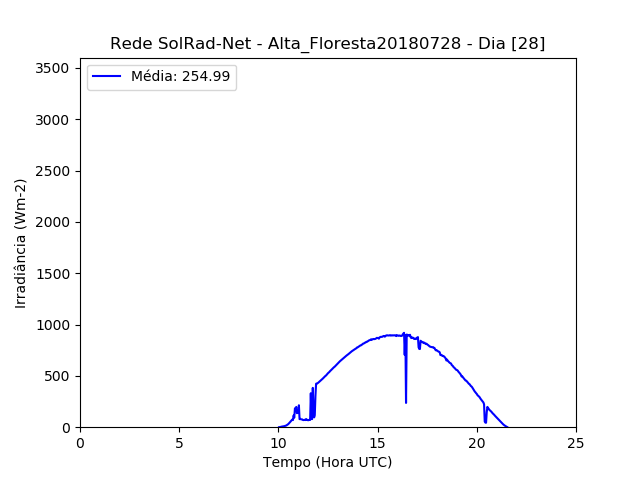 Rede SolRad-Net - Alta_Floresta20180728 - Dia [28]
Média: 254.99
3500
3000
2500
2000
1500
1000
500
0
Irradiância (Wm-2)
0 5 10 15 20 25
Tempo (Hora UTC)